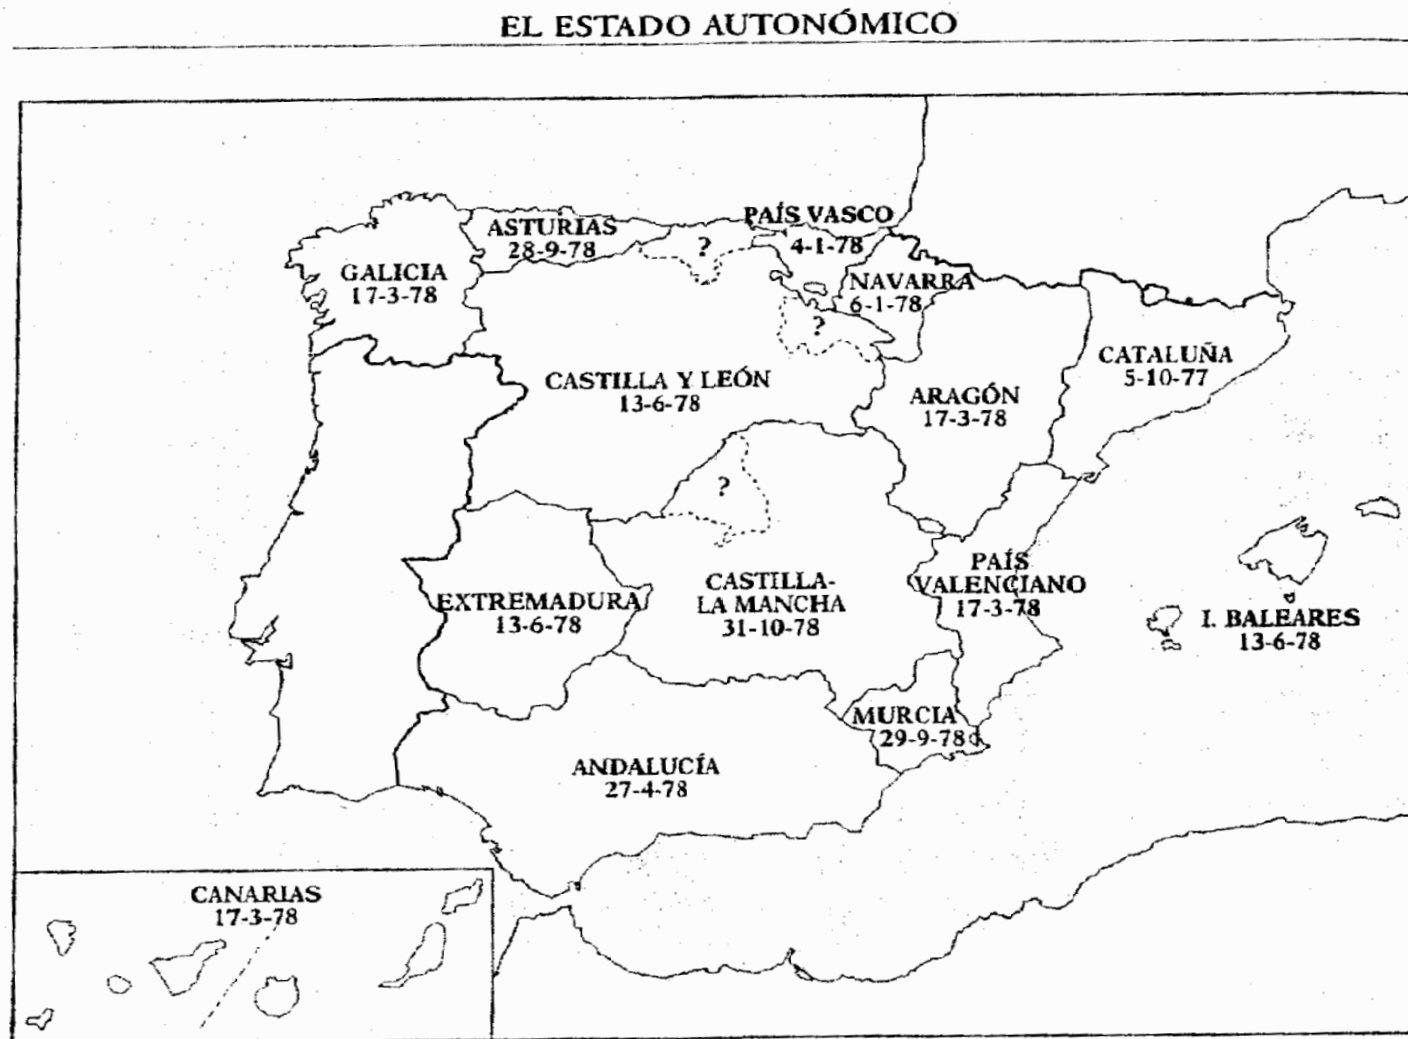 EL ESTADO AUTONÓMICO
PAÍS VASCO
4-1-78
ASTURIAS
28-9-78
?
GALICIA
17-3-78
NAVARRA
6-1-78
?
CATALUÑA
5-10-77
CASTILLA Y LEÓN
13-6-78
ARAGÓN
17-3-78
?
PAÍS
VALENCIANO
17-3-78
CASTILLA-
LA MANCHA
31-10-78
EXTREMADURA
13-6-78
I. BALEARES
13-6-78
MURCIA
29-9-78
ANDALUCÍA
27-4-78
CANARIAS
17-3-78